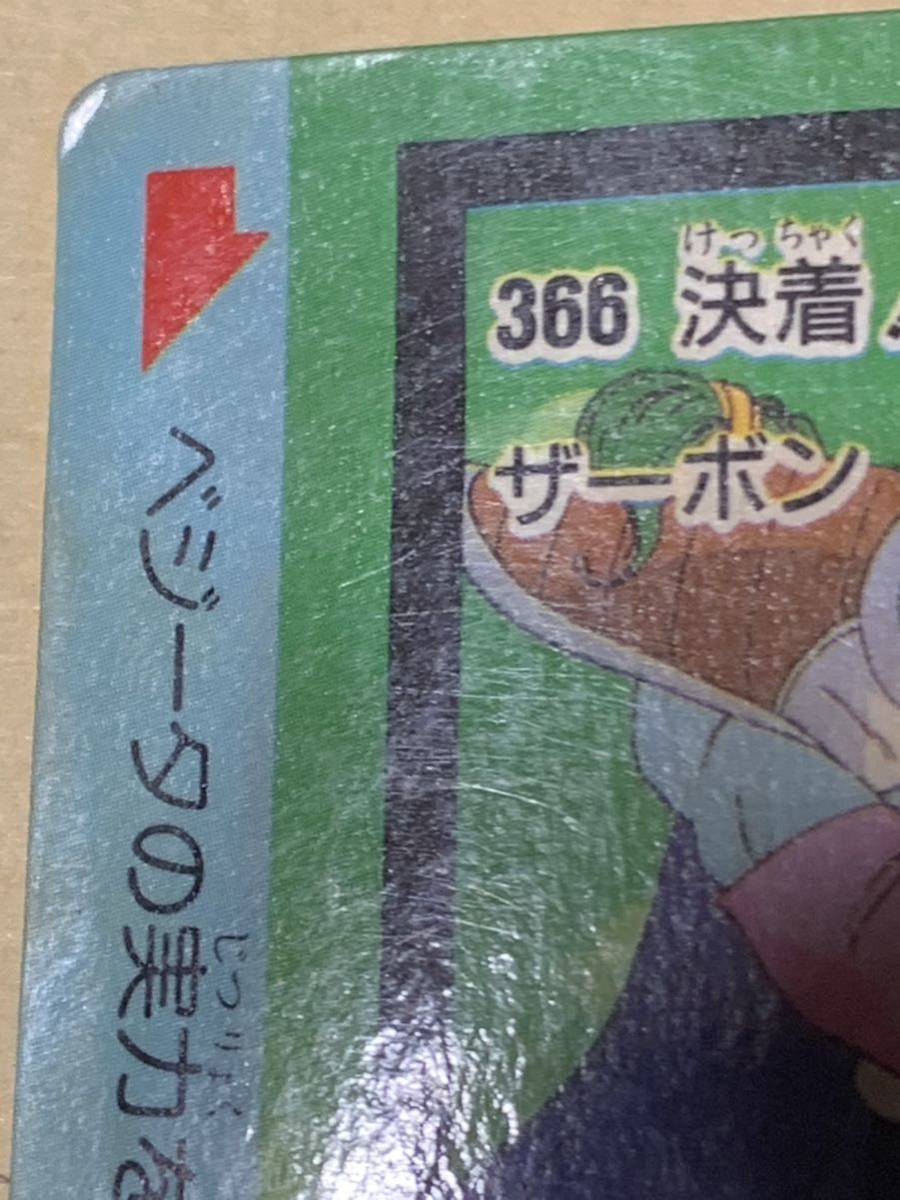 けっちゃく
366 決着
ザーボン
ベジータの実力な
じつりょく